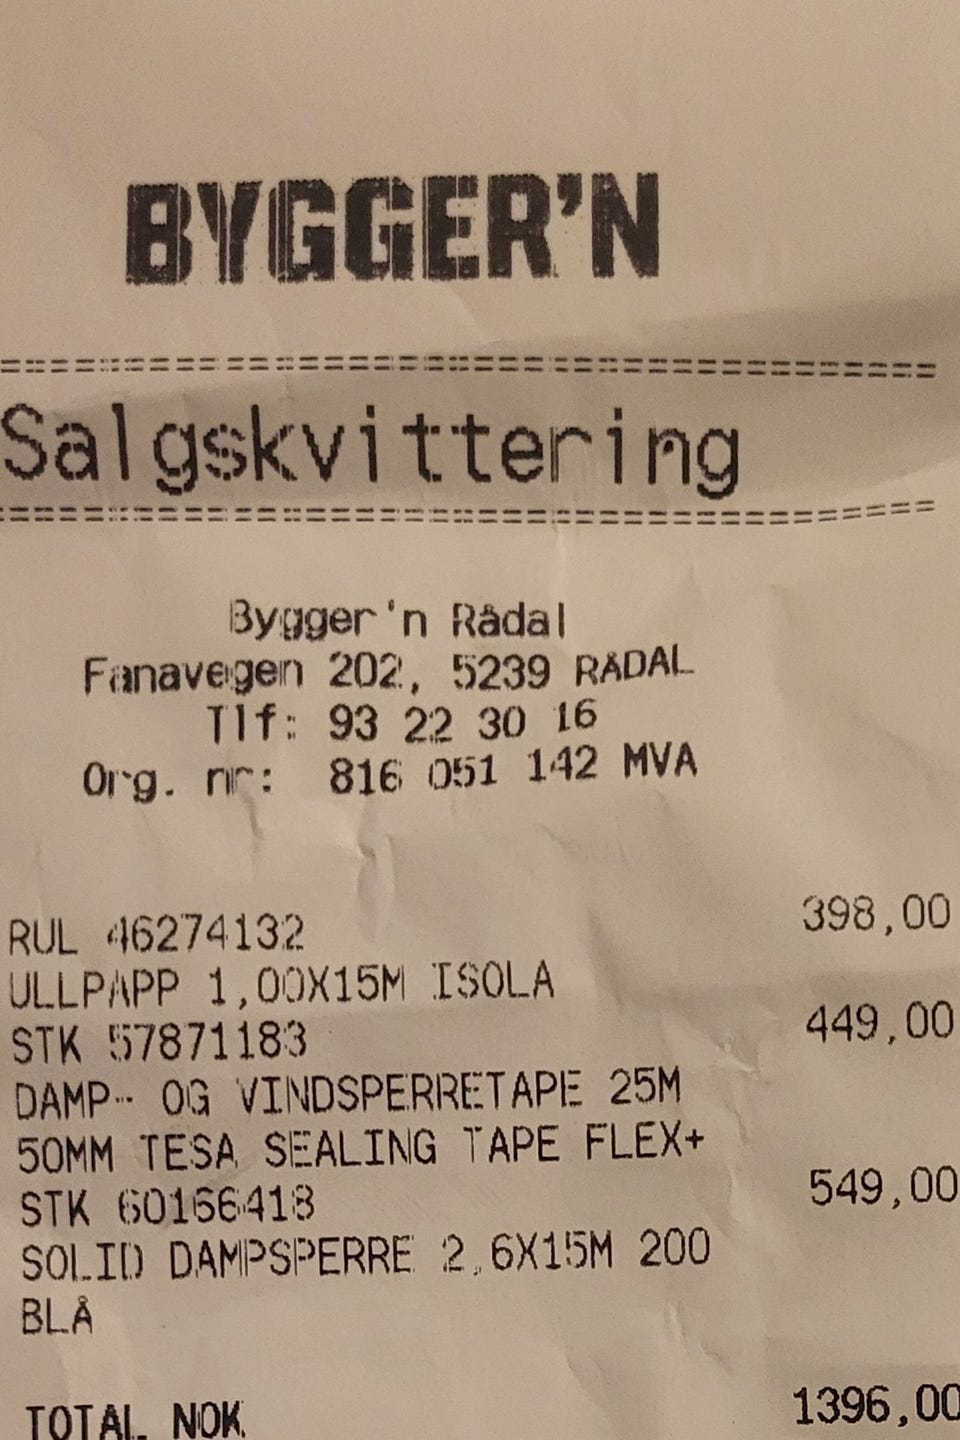 BYGGER'N
Salgskvittering
Bygger'n Rådal
Fanavegen 202, 5239 RÅDAL
Tlf: 93 22 30 16
Org. nr: 816 051 142 MVA
RUL 46274132 398,00
ULLPAPP 1,00X15M ISOLA
STK 57871183 449,00
DAMP- OG VINDSPERRETAPE 25M
50MM TESA SEALING TAPE FLEX+
STK 60166418 549,00
SOLID DAMPSPERRE 2,6X15M 200
BLÅ
TOTAL NOK 1396,00